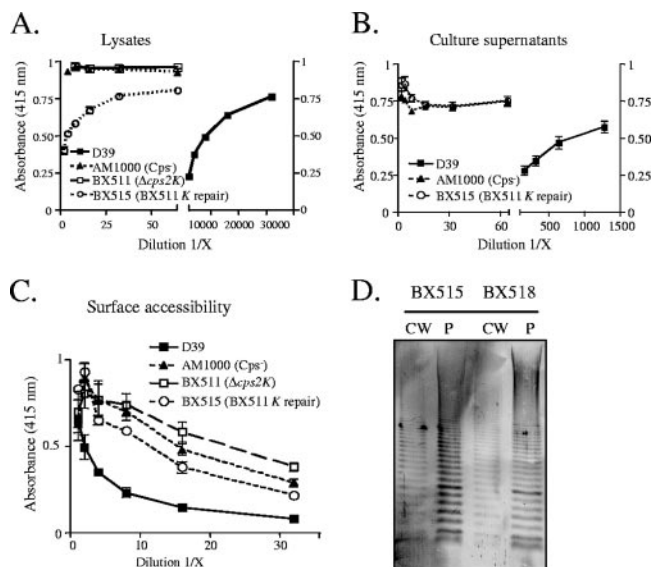 A.
Lysates
Absorbance (415 nm)
1
0.75
0.50
0.25
0
1
0.75
0.50
0.25
0
D39
AM1000 (Cps-)
BX511 (Δcps2K)
BX515 (BX511 K repair)
0 25 50 10000 20000 30000
Dilution 1/X
B.
Culture supernatants
Absorbance (415 nm)
1
0.75
0.50
0.25
0
1
0.75
0.50
0.25
0
D39
AM1000 (Cps-)
BX515 (BX511 K repair)
0 30 60 500 1000 1500
Dilution 1/X
C.
Surface accessibility
Absorbance (415 nm)
1
0.5
0
D39
AM1000 (Cps-)
BX511 (Δcps2K)
BX515 (BX511 K repair)
0 10 20 30
Dilution 1/X
D.
BX515 BX518
CW P CW P